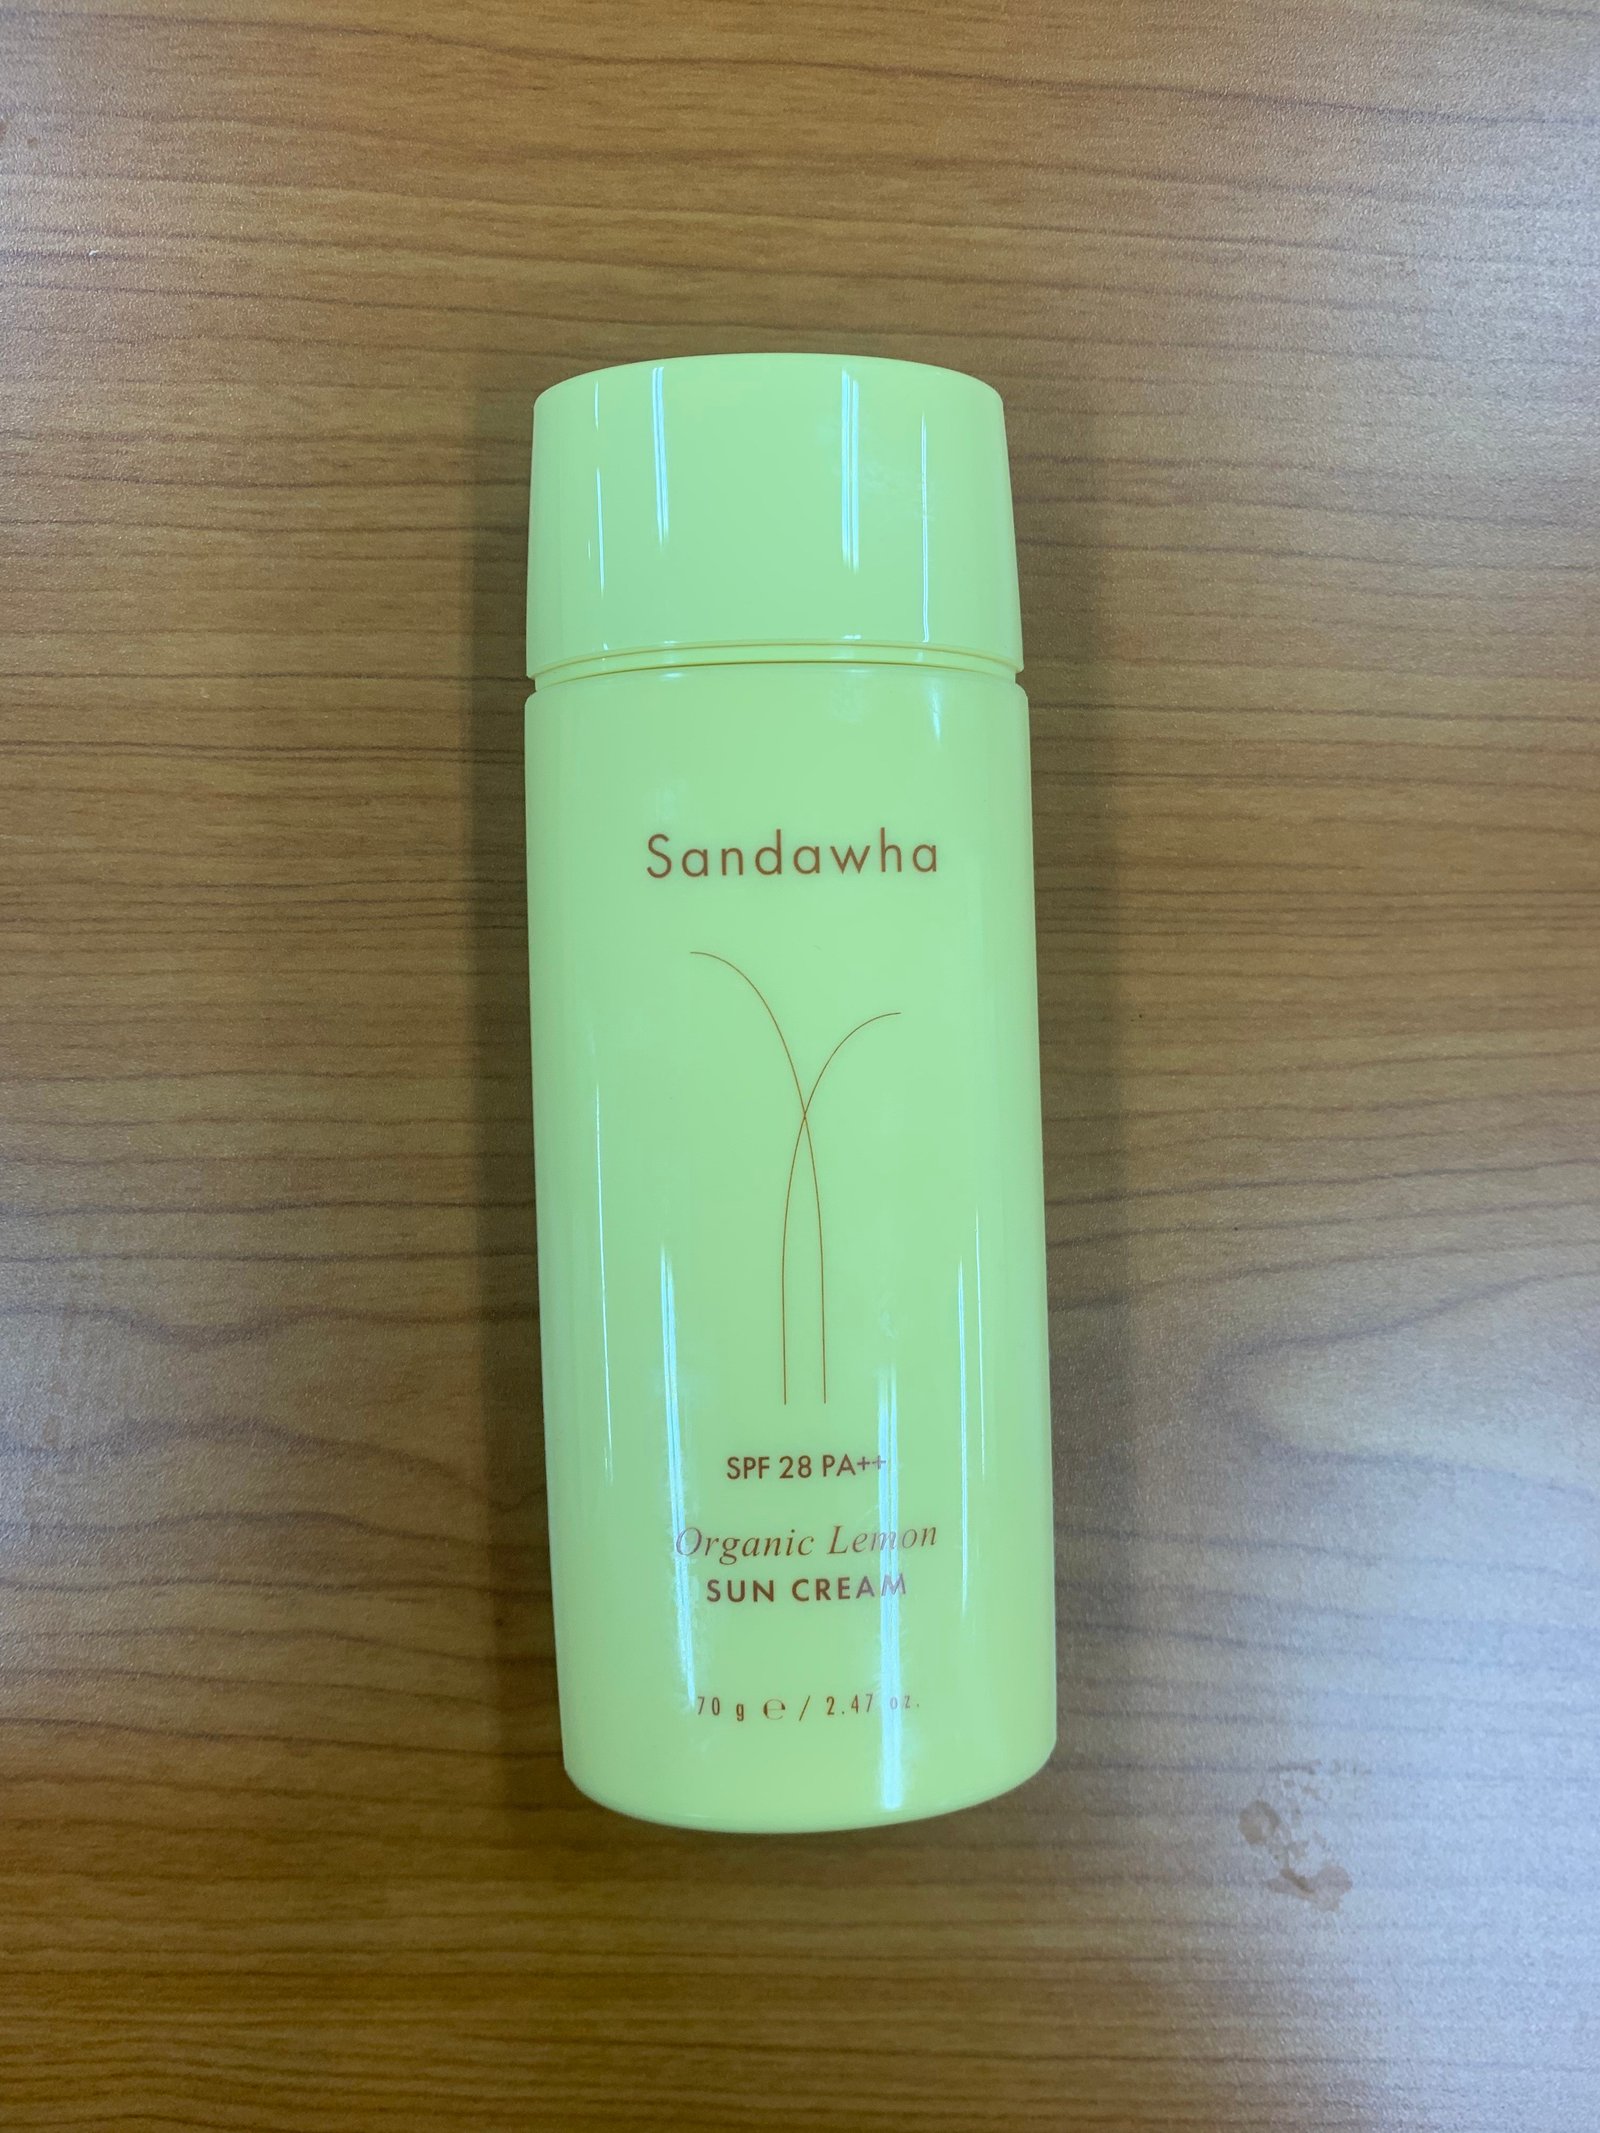 Sandawha
SPF 28 PA++
Organic Lemon
SUN CREAM
70 g ℮ / 2.47 oz.